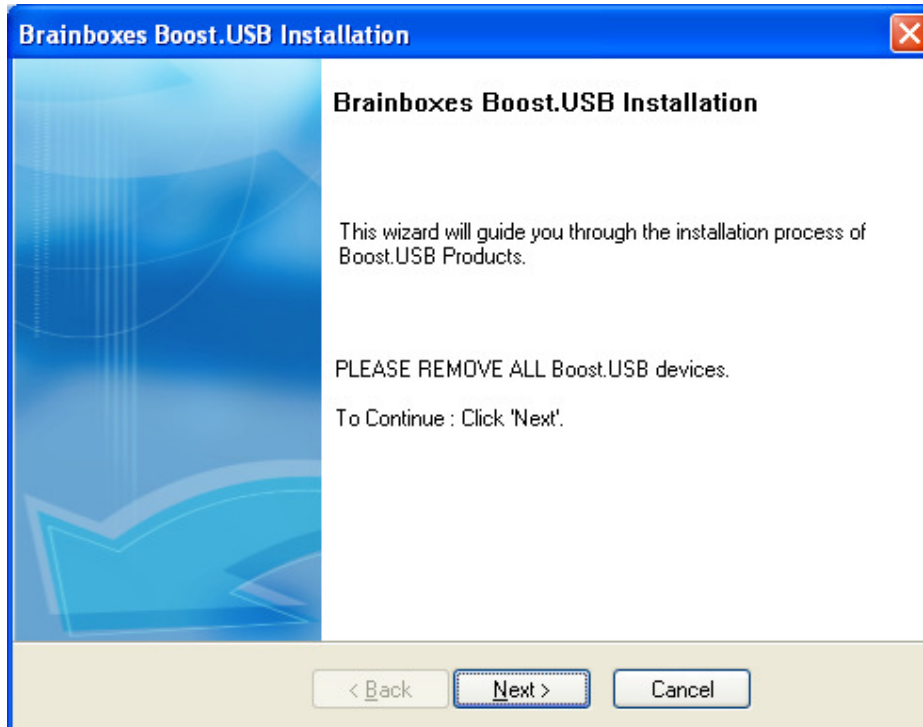 Brainboxes Boost.USB Installation
Brainboxes Boost.USB Installation
This wizard will guide you through the installation process of
Boost.USB Products.
PLEASE REMOVE ALL Boost.USB devices.
To Continue : Click 'Next'.
< Back
Next >
Cancel